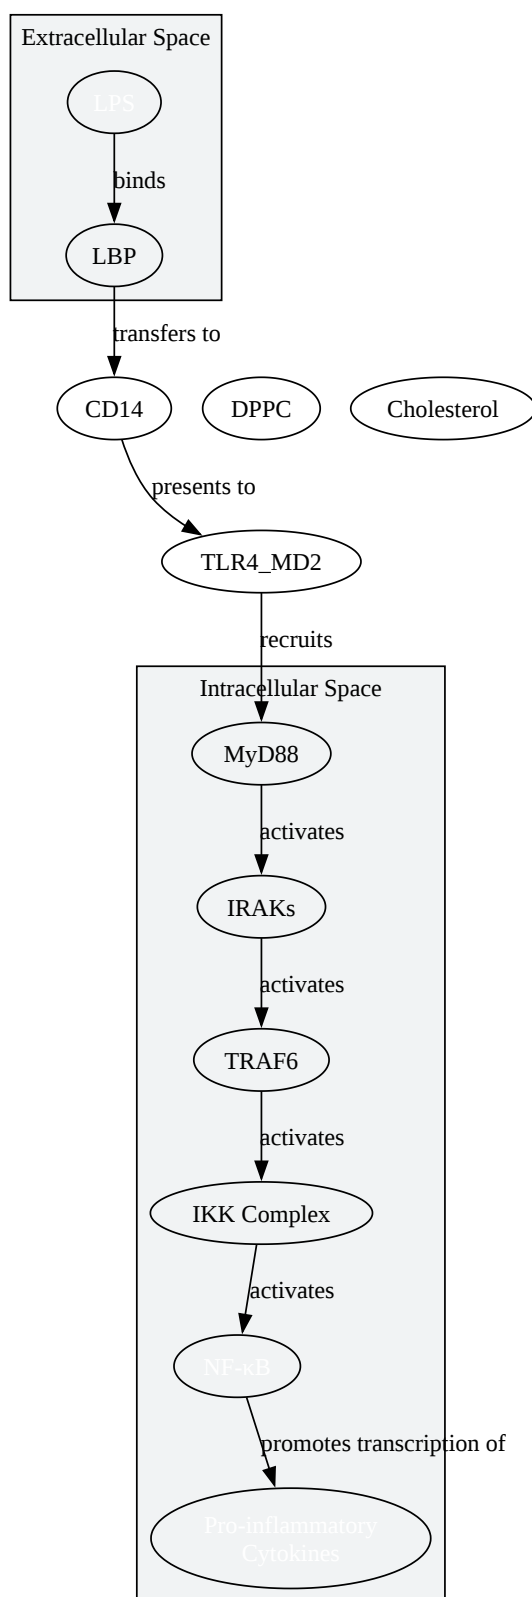 Extracellular Space
LPS
binds
LBP
transfers to
CD14
DPPC
Cholesterol
presents to
TLR4_MD2
recruits
Intracellular Space
MyD88
activates
IRAKs
activates
TRAF6
activates
IKK Complex
activates
NF-κB
promotes transcription of
Pro-inflammatory
Cytokines